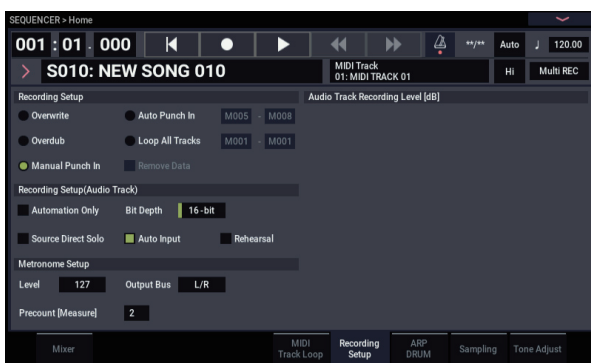 SEQUENCER > Home
001 : 01 . 000 **/** Auto ♩ 120.00
S010: NEW SONG 010 MIDI Track 01: MIDI TRACK 01 Hi Multi REC
Recording Setup Audio Track Recording Level [dB]
Overwrite Auto Punch In M005 - M008
Overdub Loop All Tracks M001 - M001
Manual Punch In Remove Data
Recording Setup(Audio Track)
Automation Only Bit Depth 16-bit
Source Direct Solo Auto Input Rehearsal
Metronome Setup
Level 127 Output Bus L/R
Precount [Measure] 2
Mixer MIDI Track Loop Recording Setup ARP DRUM Sampling Tone Adjust